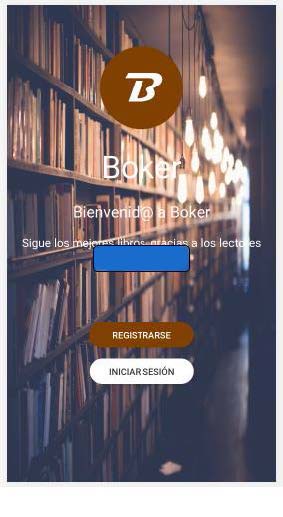 B
Boker
Bienvenid@ a Boker
Sigue los mejores libros, gracias a los lectores
REGISTRARSE
INICIAR SESIÓN